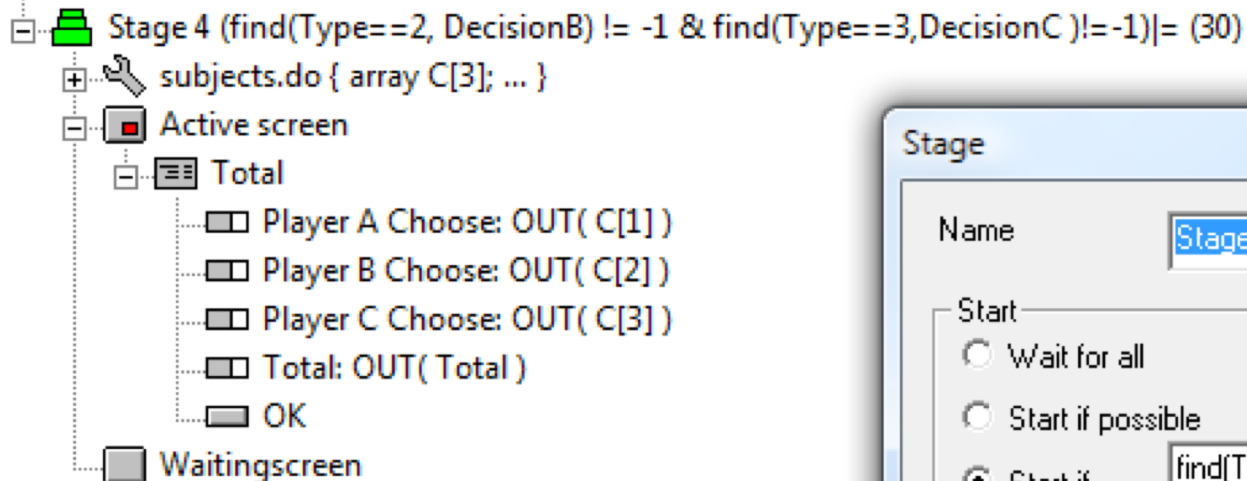 Stage 4 (find(Type==2, DecisionB) != -1 & find(Type==3,DecisionC )!=-1)|= (30)
subjects.do { array C[3]; ... }
Active screen
Total
Player A Choose: OUT( C[1] )
Player B Choose: OUT( C[2] )
Player C Choose: OUT( C[3] )
Total: OUT( Total )
OK
Waitingscreen
Stage
Name
Stage
Start
Wait for all
Start if possible
Start if
find(T